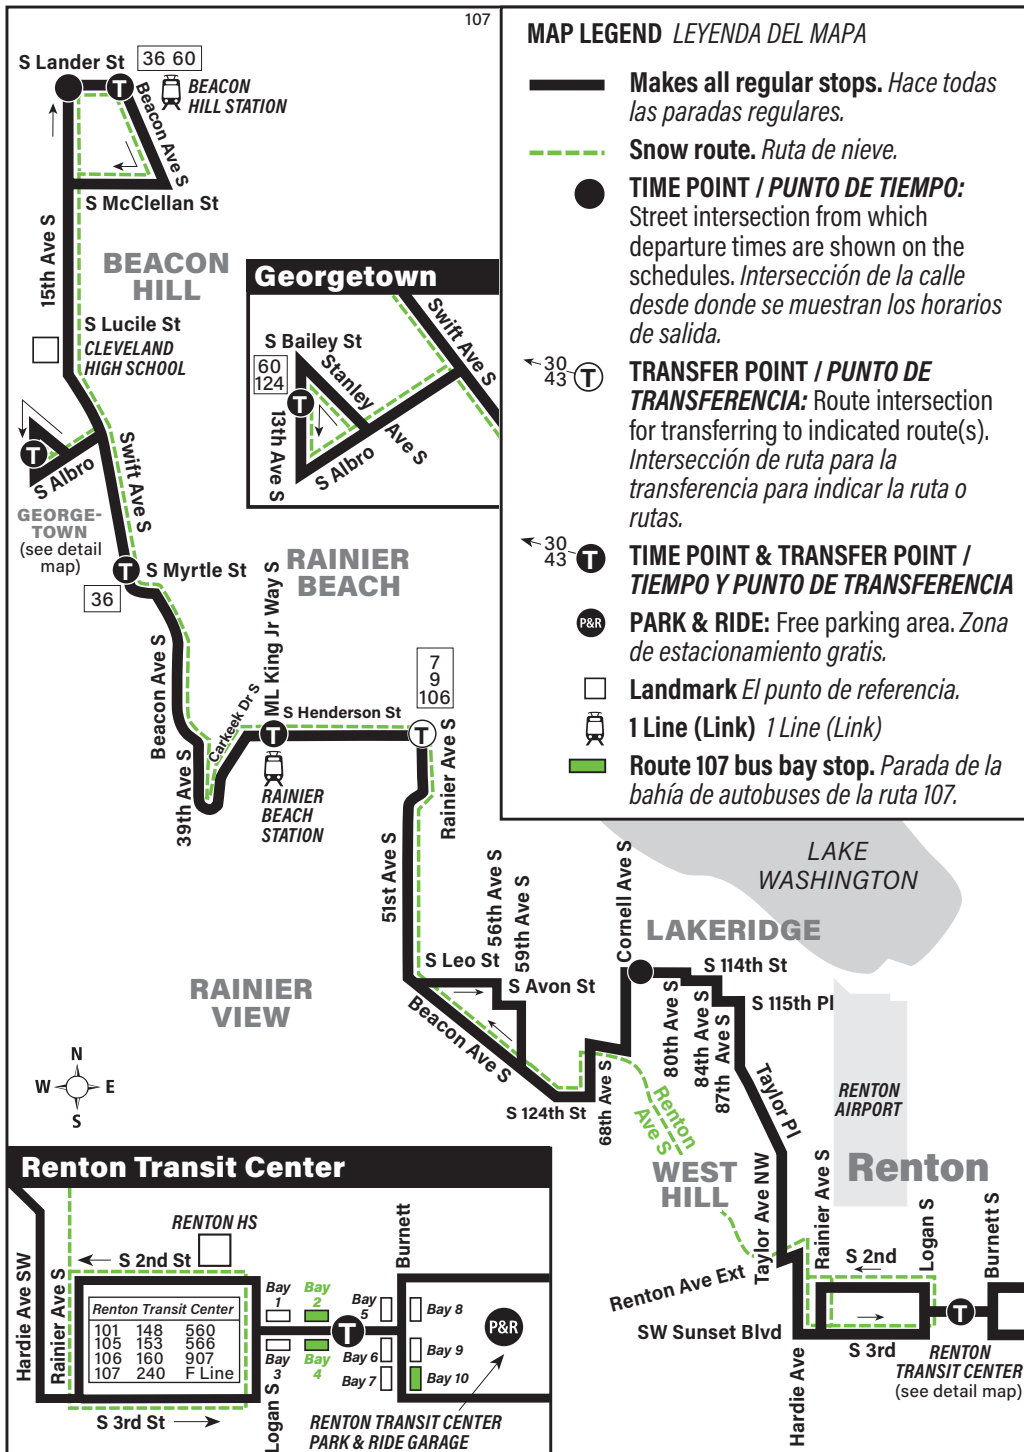 107
MAP LEGEND LEYENDA DEL MAPA
Makes all regular stops. Hace todas
las paradas regulares.
Snow route. Ruta de nieve.
TIME POINT / PUNTO DE TIEMPO:
Street intersection from which
departure times are shown on the
schedules. Intersección de la calle
desde donde se muestran los horarios
de salida.
30
43
T
TRANSFER POINT / PUNTO DE
TRANSFERENCIA: Route intersection
for transferring to indicated route(s).
Intersección de ruta para la
transferencia para indicar la ruta o
rutas.
30
43
T
TIME POINT & TRANSFER POINT /
TIEMPO Y PUNTO DE TRANSFERENCIA
P&R
PARK & RIDE: Free parking area. Zona
de estacionamiento gratis.
Landmark El punto de referencia.
1 Line (Link) 1 Line (Link)
Route 107 bus bay stop. Parada de la
bahía de autobuses de la ruta 107.
S Lander St
36 60
T
BEACON
HILL STATION
Beacon Ave S
S McClellan St
15th Ave S
BEACON
HILL
S Lucile St
CLEVELAND
HIGH SCHOOL
T
S Albro
Swift Ave S
GEORGE-
TOWN
(see detail
map)
T
S Myrtle St
36
Georgetown
S Bailey St
60
124
T
Stanley
Ave S
Swift Ave S
13th Ave S
S Albro
RAINIER
BEACH
Beacon Ave S
39th Ave S
Carkeek Dr S
ML King Jr Way S
T
S Henderson St
RAINIER
BEACH
STATION
7
9
106
T
Rainier Ave S
51st Ave S
56th Ave S
59th Ave S
S Leo St
S Avon St
Beacon Ave S
RAINIER
VIEW
S 124th St
68th Ave S
Cornell Ave S
LAKE
WASHINGTON
LAKERIDGE
S 114th St
S 115th Pl
80th Ave S
84th Ave S
87th Ave S
Taylor Pl
Renton
Ave S
WEST
HILL
RENTON
AIRPORT
Renton
Taylor Ave NW
Rainier Ave S
Logan S
Burnett S
S 2nd
Renton Ave Ext
SW Sunset Blvd
S 3rd
Hardie Ave
T
RENTON
TRANSIT CENTER
(see detail map)
N
W
E
S
Renton Transit Center
Hardie Ave SW
Rainier Ave S
RENTON HS
S 2nd St
Renton Transit Center
101 148 560
105 153 566
106 160 907
107 240 F Line
S 3rd St
Logan S
Bay
1
Bay
2
Bay
3
Bay
4
T
Bay
5
Bay 6
Bay 7
Burnett
Bay 8
Bay 9
Bay 10
P&R
RENTON TRANSIT CENTER
PARK & RIDE GARAGE